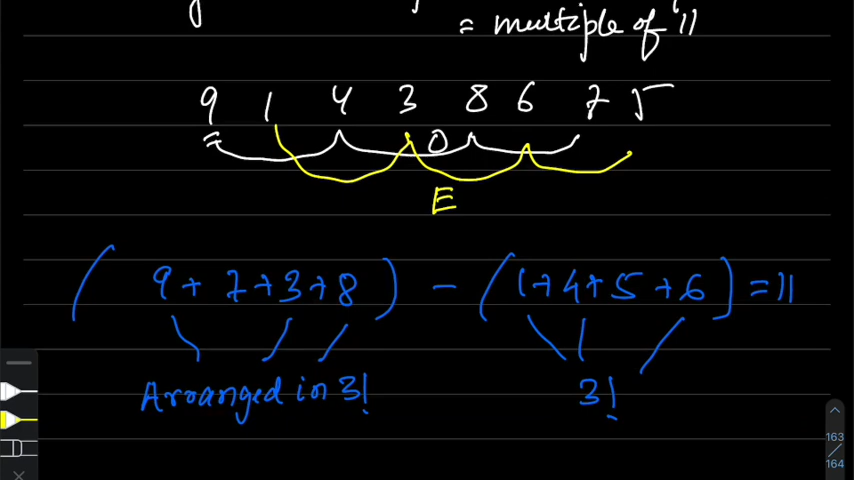 = multiple of 11
9 1 4 3 8 6 7 5
O
E
(9+7+3+8) - (1+4+5+6) = 11
Arranged in 3! 3!
163
/
164